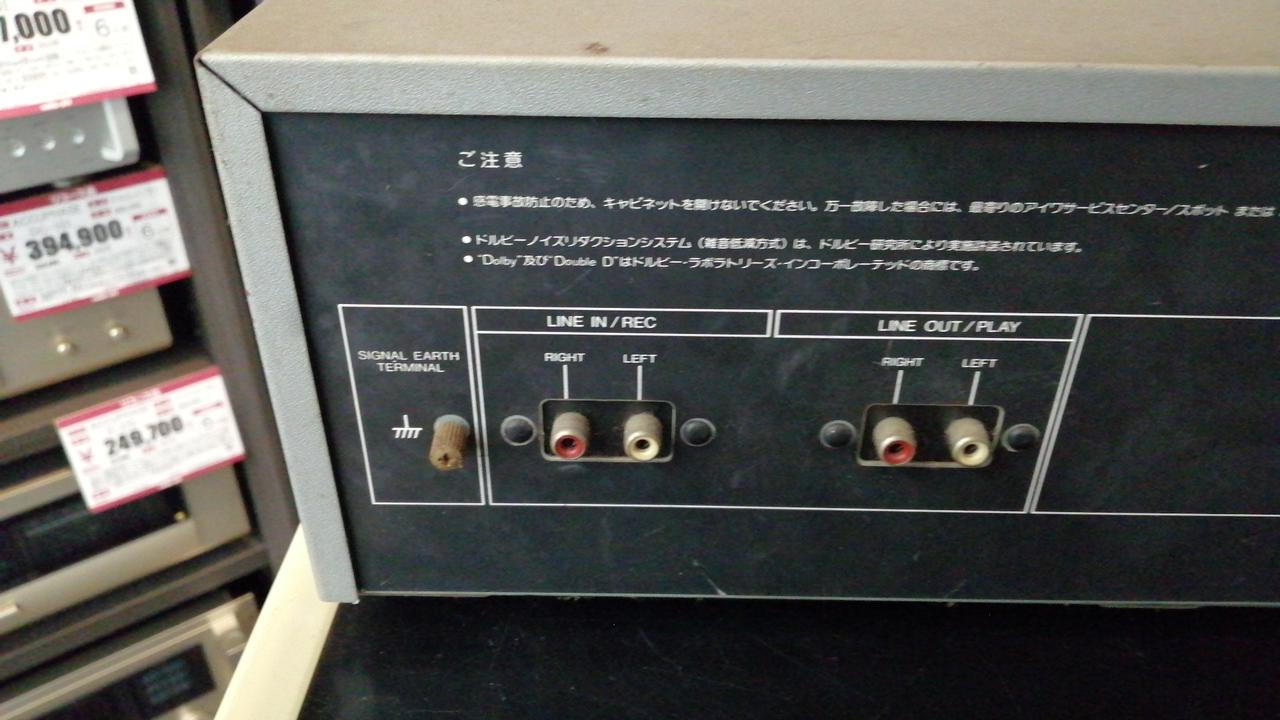 7,000
6
¥ 394,900
6
249,700
ご注意
● 感電事故防止のため、キャビネットを開けないでください。万一故障した場合には、最寄りのアイワサービスセンター/スポット または
● ドルビーノイズリダクションシステム（雑音低減方式）は、ドルビー研究所により実施許諾されています。
● "Dolby"及び"Double D"はドルビー・ラボラトリーズ・インコーポレーテッドの商標です。
LINE IN/REC
LINE OUT/PLAY
SIGNAL EARTH
TERMINAL
RIGHT LEFT
RIGHT LEFT